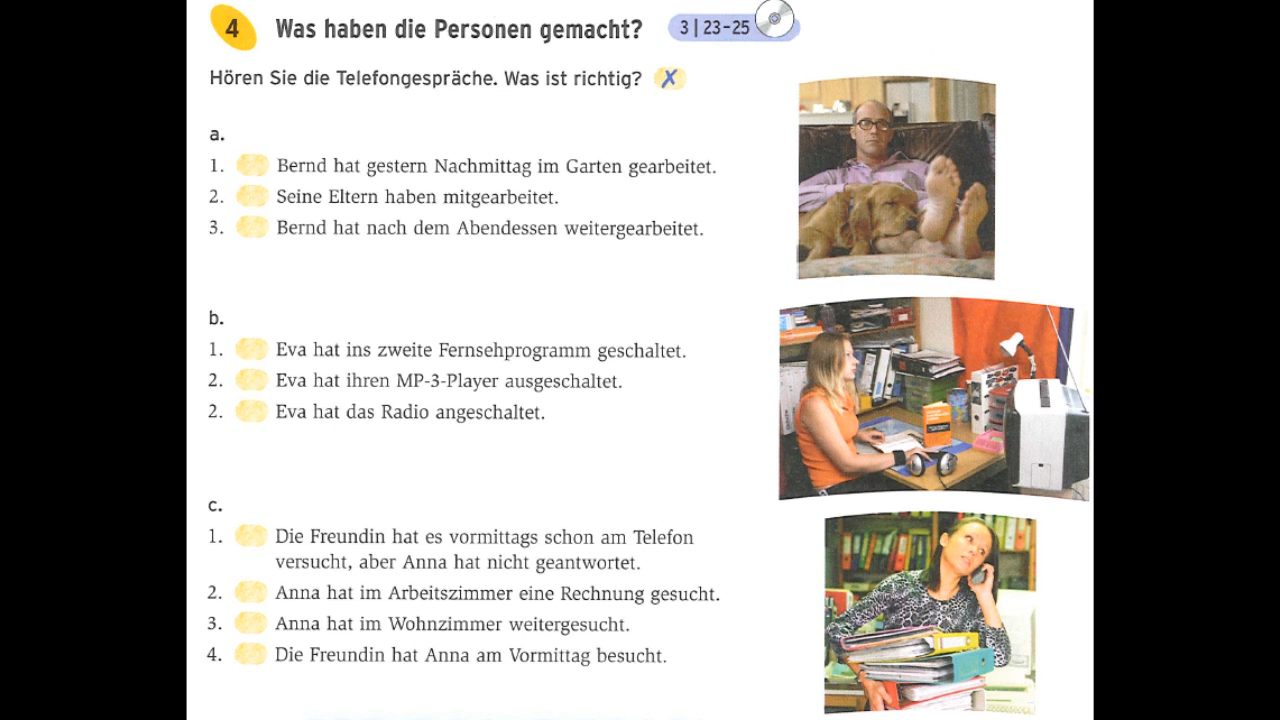 4 Was haben die Personen gemacht? 3 | 23-25
Hören Sie die Telefongespräche. Was ist richtig? X
a.
1. Bernd hat gestern Nachmittag im Garten gearbeitet.
2. Seine Eltern haben mitgearbeitet.
3. Bernd hat nach dem Abendessen weitergearbeitet.
b.
1. Eva hat ins zweite Fernsehprogramm geschaltet.
2. Eva hat ihren MP-3-Player ausgeschaltet.
2. Eva hat das Radio angeschaltet.
c.
1. Die Freundin hat es vormittags schon am Telefon
versucht, aber Anna hat nicht geantwortet.
2. Anna hat im Arbeitszimmer eine Rechnung gesucht.
3. Anna hat im Wohnzimmer weitergesucht.
4. Die Freundin hat Anna am Vormittag besucht.